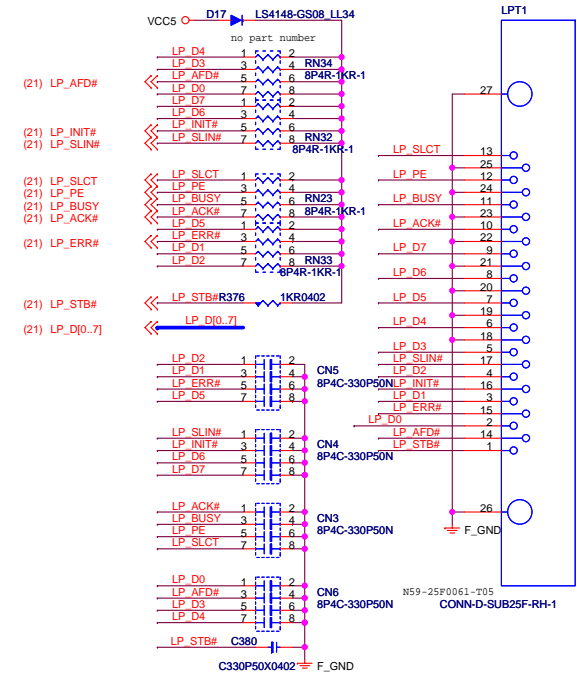 VCC5 D17 LS4148-GS08_LL34
no part number
LP_D4 1 2
LP_D3 3 4 RN34
(21) LP_AFD# LP_AFD# 5 6 8P4R-1KR-1
LP_D0 7 8
LP_D7 1 2
LP_D6 3 4
(21) LP_INIT# LP_INIT# 5 6 RN32
(21) LP_SLIN# LP_SLIN# 7 8 8P4R-1KR-1
(21) LP_SLCT LP_SLCT 1 2
(21) LP_PE LP_PE 3 4
(21) LP_BUSY LP_BUSY 5 6 RN23
(21) LP_ACK# LP_ACK# 7 8 8P4R-1KR-1
LP_D5 1 2
(21) LP_ERR# LP_ERR# 3 4
LP_D1 5 6
LP_D2 7 8 RN33
8P4R-1KR-1
(21) LP_STB# LP_STB# R376 1KR0402
(21) LP_D[0..7] LP_D[0..7]
LP_D2 1 2
LP_D1 3 4 CN5
LP_ERR# 5 6 8P4C-330P50N
LP_D5 7 8
LP_SLIN# 1 2
LP_INIT# 3 4 CN4
LP_D6 5 6 8P4C-330P50N
LP_D7 7 8
LP_ACK# 1 2
LP_BUSY 3 4 CN3
LP_PE 5 6 8P4C-330P50N
LP_SLCT 7 8
LP_D0 1 2
LP_AFD# 3 4 CN6
LP_D3 5 6 8P4C-330P50N
LP_D4 7 8
LP_STB# C380
C330P50X0402 F_GND
LPT1
27
LP_SLCT 13
25
LP_PE 12
24
LP_BUSY 11
23
LP_ACK# 10
22
LP_D7 9
21
LP_D6 8
20
LP_D5 7
19
LP_D4 6
18
LP_D3 5
LP_SLIN# 17
LP_D2 4
LP_INIT# 16
LP_D1 3
LP_ERR# 15
LP_D0 2
LP_AFD# 14
LP_STB# 1
26
F_GND
N59-25F0061-T05
CONN-D-SUB25F-RH-1